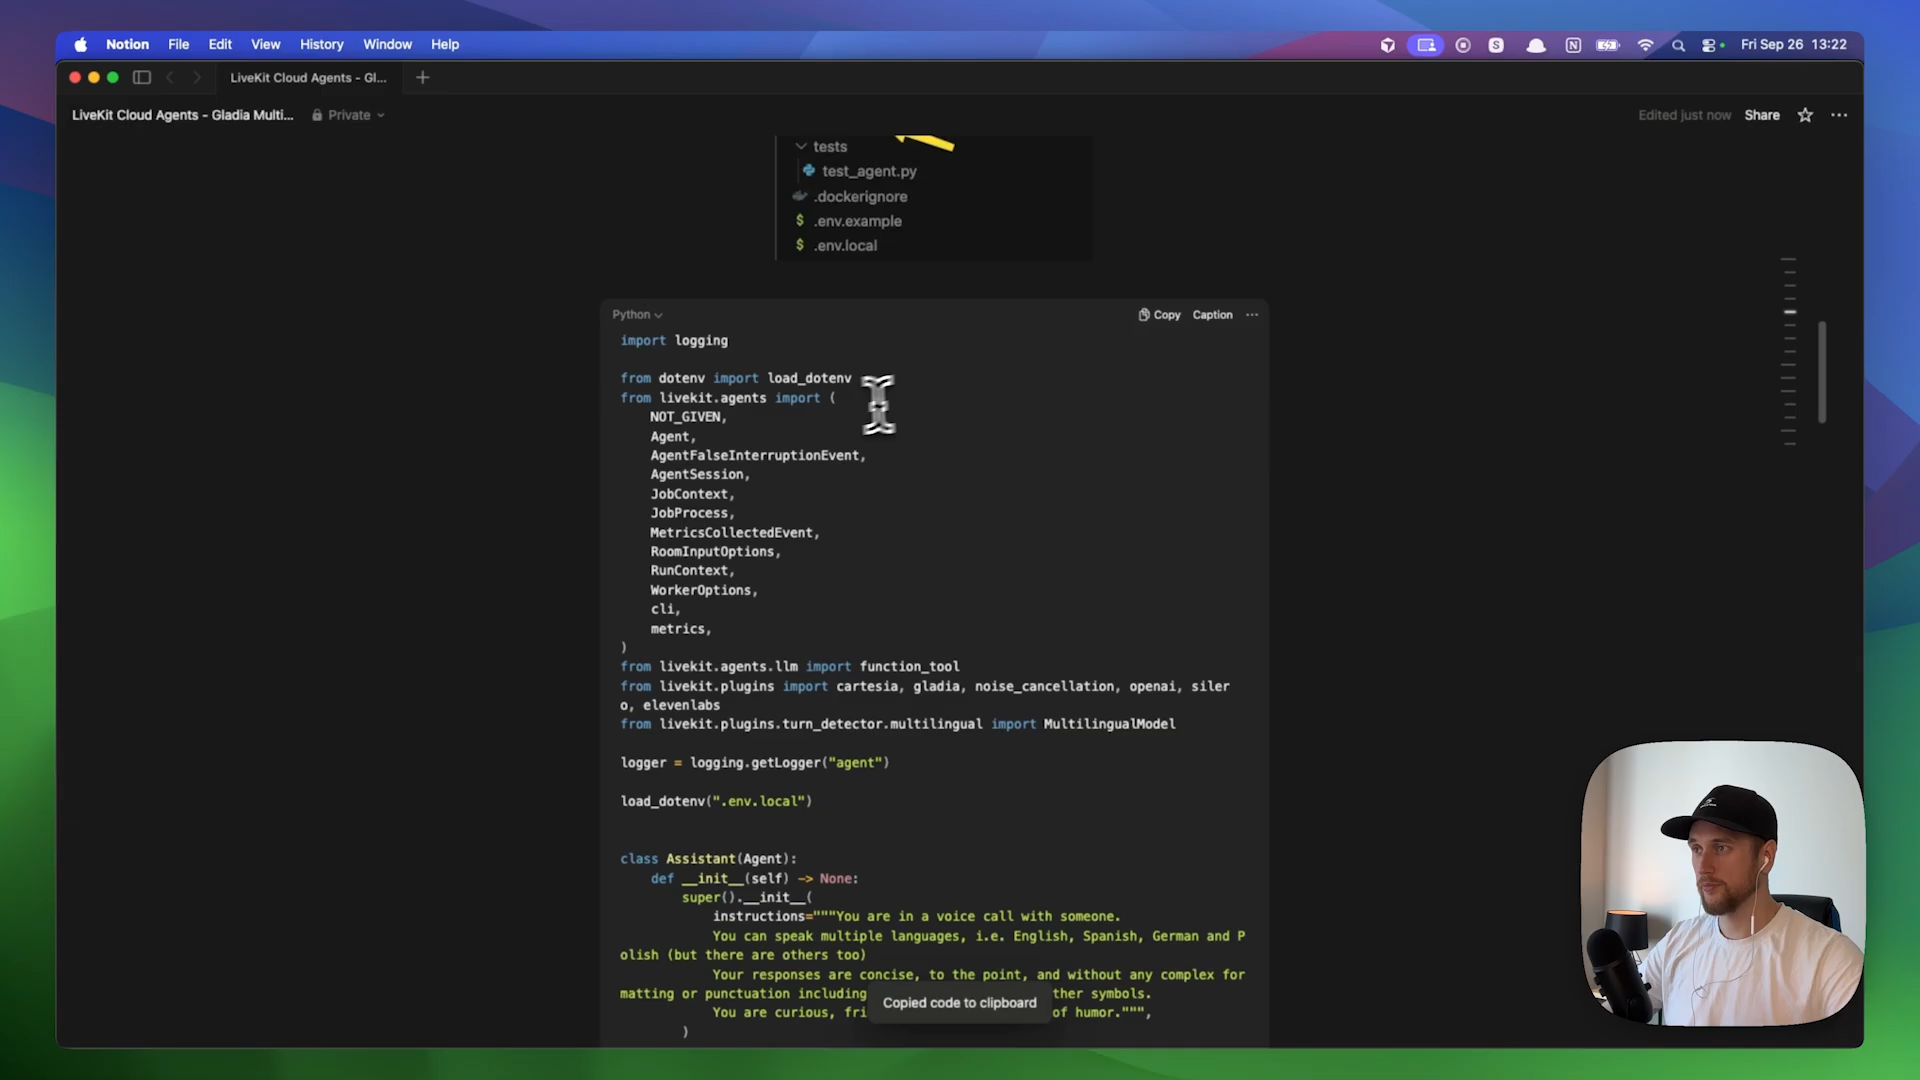 Notion File Edit View History Window Help
S
N
Fri Sep 26 13:22
LiveKit Cloud Agents - Gl...
LiveKit Cloud Agents - Gladia Multi...
Private
Edited just now
Share
tests
test_agent.py
.dockerignore
$ .env.example
$ .env.local
Python
Copy
Caption
import logging
from dotenv import load_dotenv
from livekit.agents import (
NOT_GIVEN,
Agent,
AgentFalseInterruptionEvent,
AgentSession,
JobContext,
JobProcess,
MetricsCollectedEvent,
RoomInputOptions,
RunContext,
WorkerOptions,
cli,
metrics,
)
from livekit.agents.llm import function_tool
from livekit.plugins import cartesia, gladia, noise_cancellation, openai, siler
o, elevenlabs
from livekit.plugins.turn_detector.multilingual import MultilingualModel
logger = logging.getLogger("agent")
load_dotenv(".env.local")
class Assistant(Agent):
def __init__(self) -> None:
super().__init__(
instructions="""You are in a voice call with someone.
You can speak multiple languages, i.e. English, Spanish, German and P
olish (but there are others too)
Your responses are concise, to the point, and without any complex for
matting or punctuation including ther symbols.
You are curious, fri of humor.""",
)
Copied code to clipboard